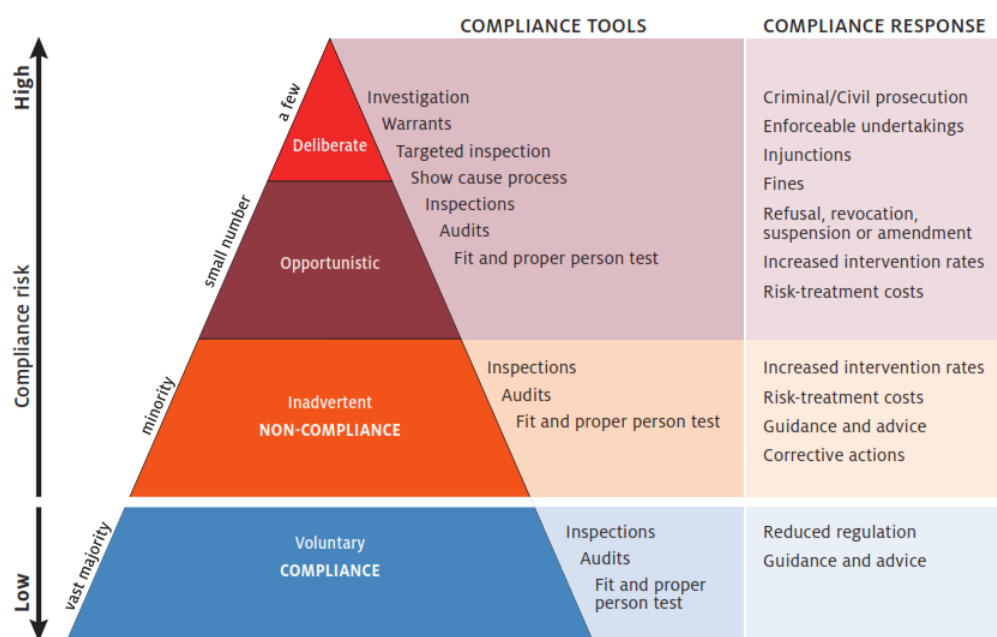 COMPLIANCE TOOLS
COMPLIANCE RESPONSE
High
Compliance risk
Low
a few
small number
minority
vast majority
Deliberate
Opportunistic
Inadvertent
NON-COMPLIANCE
Voluntary
COMPLIANCE
Investigation
Warrants
Targeted inspection
Show cause process
Inspections
Audits
Fit and proper person test
Criminal/Civil prosecution
Enforceable undertakings
Injunctions
Fines
Refusal, revocation,
suspension or amendment
Increased intervention rates
Risk-treatment costs
Inspections
Audits
Fit and proper person test
Increased intervention rates
Risk-treatment costs
Guidance and advice
Corrective actions
Inspections
Audits
Fit and proper
person test
Reduced regulation
Guidance and advice